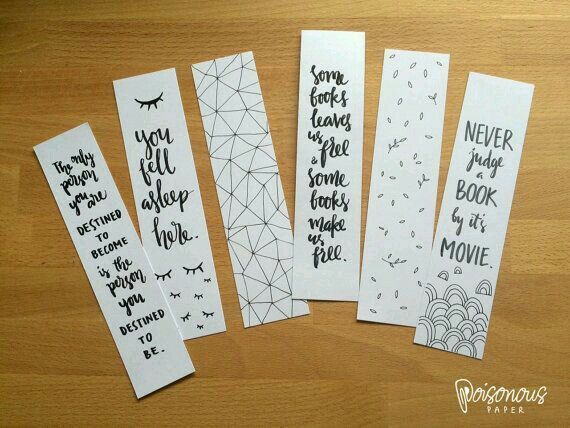 The only
person
you are
DESTINED
TO
BECOME
is the
person
you
DESTINED
TO
BE.
you
fell
asleep
here.
some
books
leaves
us
free
& some
books
make
us
free.
NEVER
judge
a
BOOK
by it's
MOVIE.
Poisonous
PAPER